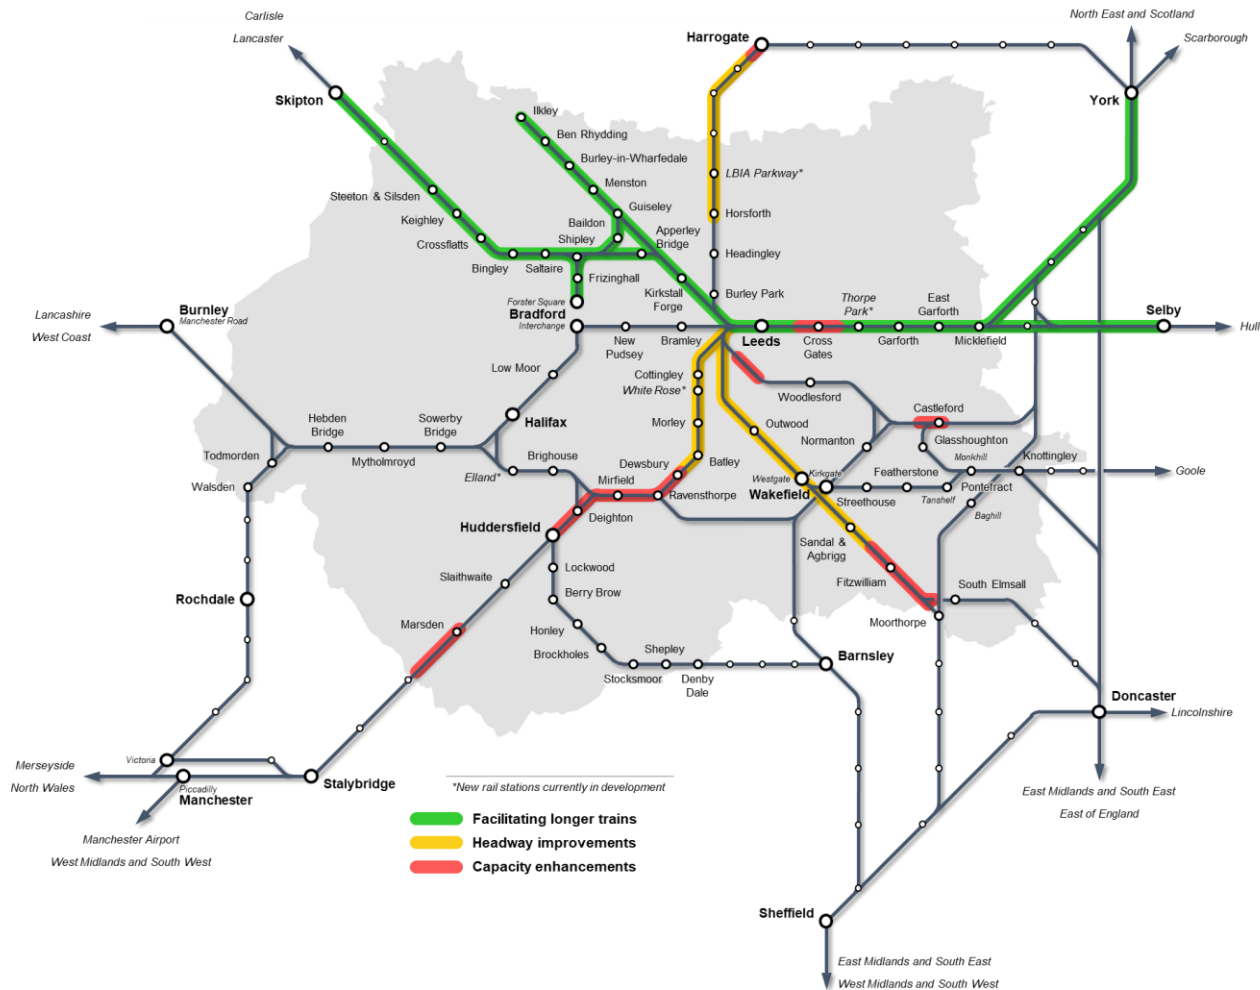 Carlisle
Lancaster
Skipton
Harrogate
North East and Scotland
Scarborough
York
Ilkley
Ben Rhydding
Burley-in-Wharfedale
Menston
Guiseley
Baildon
Shipley
Apperley
Bridge
Steeton & Silsden
Keighley
Crossflatts
Bingley
Saltaire
Frizinghall
Forster Square
Bradford
Interchange
Kirkstall
Forge
LBIA Parkway*
Horsforth
Headingley
Burley Park
Thorpe
Park*
East
Garforth
Selby
Hull
Lancashire
West Coast
Burnley
Manchester Road
New
Pudsey
Bramley
Leeds
Cross
Gates
Garforth
Micklefield
Low Moor
Cottingley
White Rose*
Woodlesford
Halifax
Morley
Outwood
Castleford
Hebden
Bridge
Sowerby
Bridge
Todmorden
Mytholmroyd
Walsden
Elland*
Brighouse
Dewsbury
Batley
Mirfield
Ravensthorpe
Normanton
Glasshoughton
Monkhill
Knottingley
Westgate
Kirkgate
Wakefield
Featherstone
Streethouse
Tanshelf
Pontefract
Baghill
Goole
Huddersfield
Deighton
Sandal &
Agbrigg
Fitzwilliam
South Elmsall
Moorthorpe
Slaithwaite
Lockwood
Berry Brow
Rochdale
Marsden
Honley
Brockholes
Stocksmoor
Shepley
Denby
Dale
Barnsley
Doncaster
Lincolnshire
Victoria
Merseyside
North Wales
Piccadilly
Manchester
Stalybridge
Manchester Airport
West Midlands and South West
East Midlands and South East
East of England
*New rail stations currently in development
Facilitating longer trains
Headway improvements
Capacity enhancements
Sheffield
East Midlands and South East
West Midlands and South West